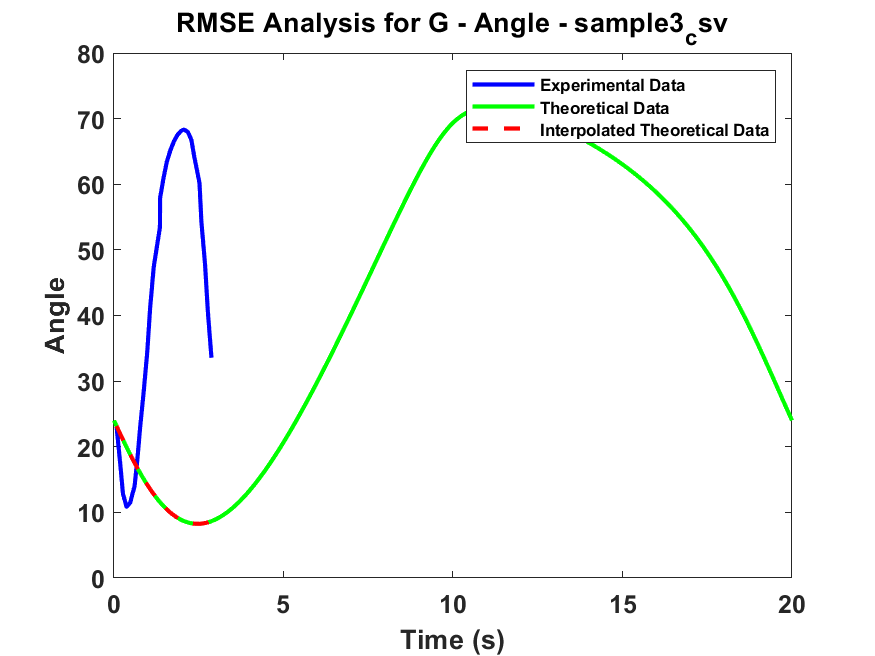 RMSE Analysis for G - Angle - sample3_csv
80
70
60
50
40
30
20
10
0
Angle
Experimental Data
Theoretical Data
Interpolated Theoretical Data
0 5 10 15 20
Time (s)